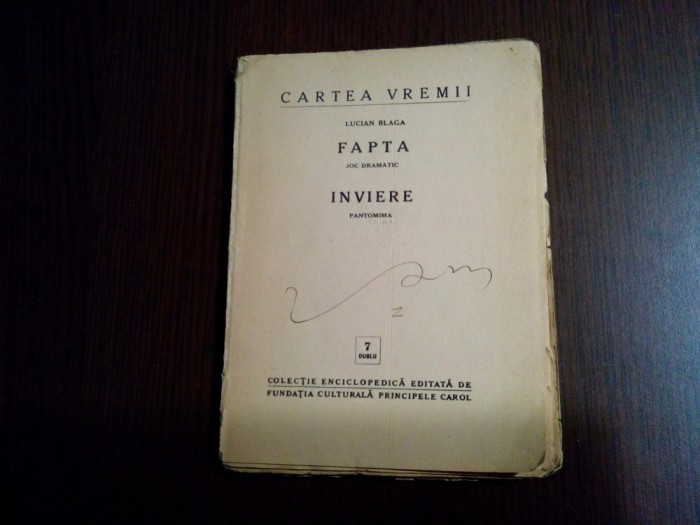 CARTEA VREMII
LUCIAN BLAGA
FAPTA
JOC DRAMATIC
INVIERE
PANTOMIMA
7
DUBLU
COLECȚIE ENCICLOPEDICĂ EDITATĂ DE
FUNDAȚIA CULTURALĂ PRINCIPELE CAROL